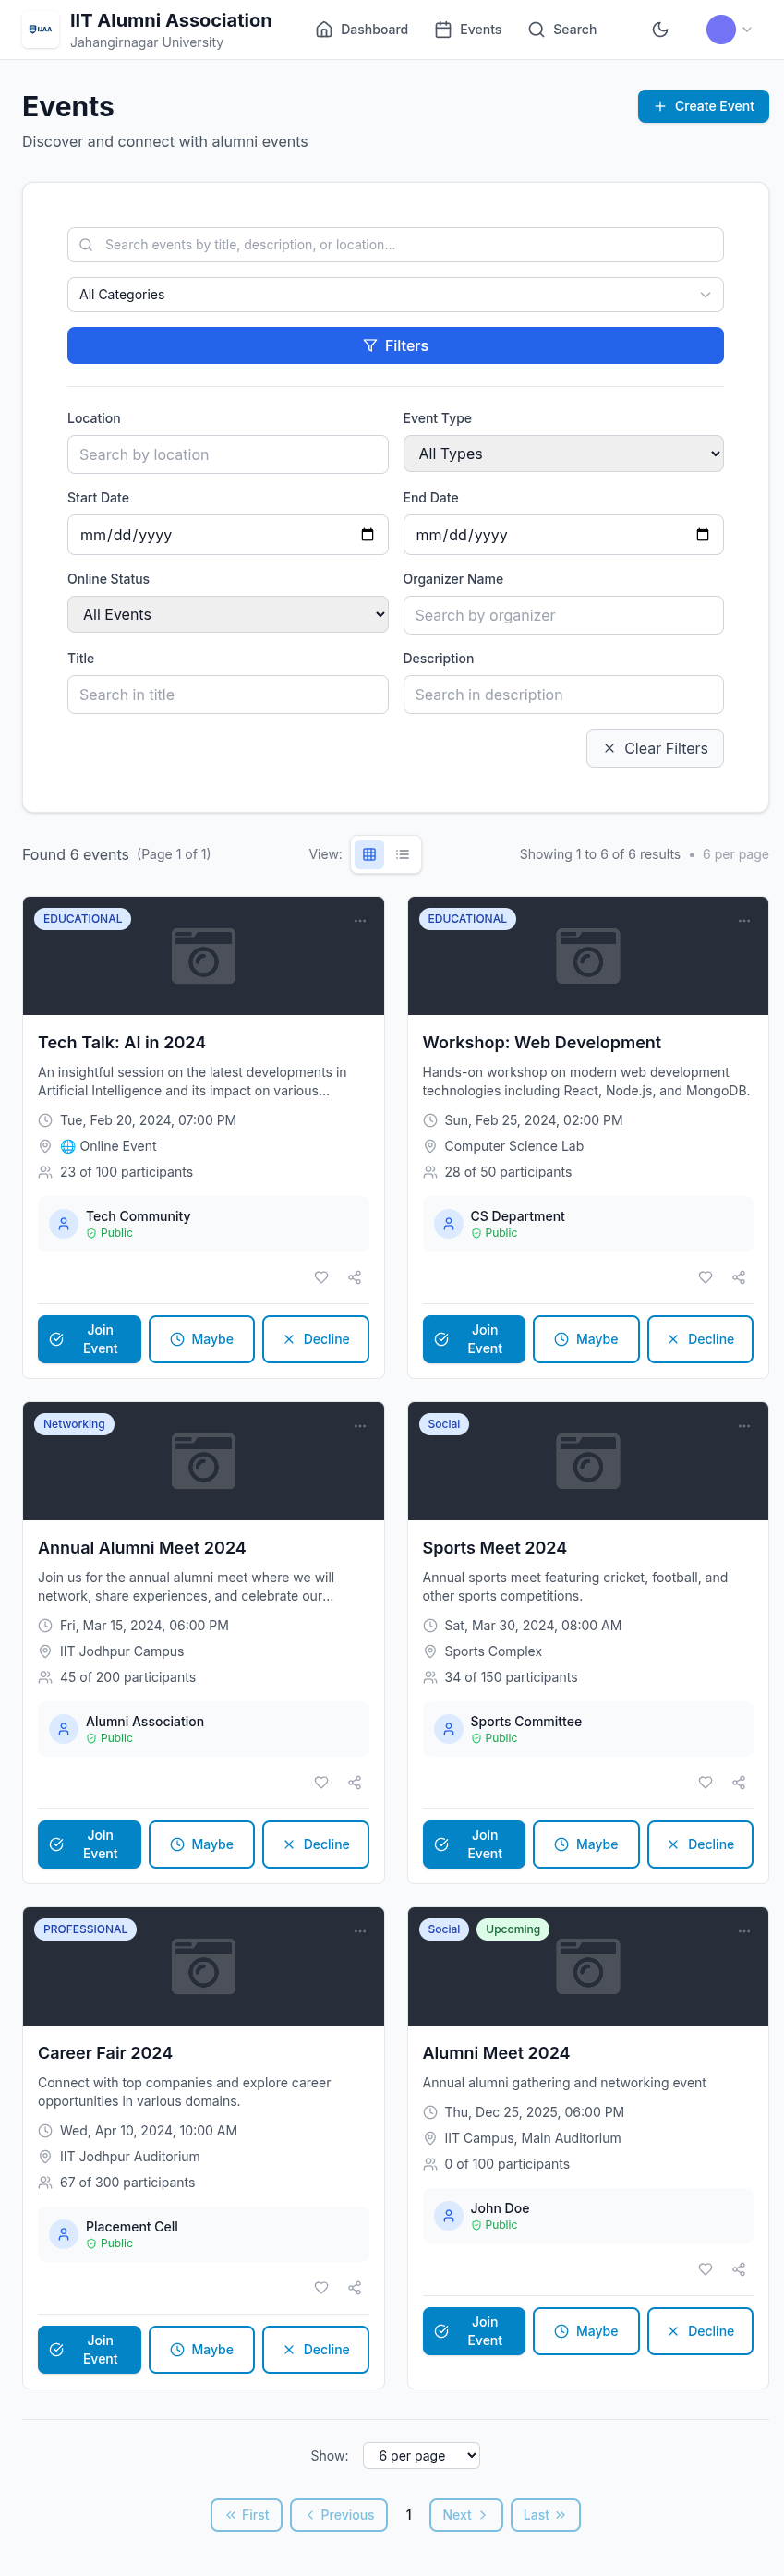 IJAA
IIT Alumni Association
Jahangirnagar University
Dashboard
Events
Search
Events
Create Event
Discover and connect with alumni events
Search events by title, description, or location...
All Categories
Filters
Location
Event Type
Search by location
All Types
Start Date
End Date
mm/dd/yyyy
mm/dd/yyyy
Online Status
Organizer Name
All Events
Search by organizer
Title
Description
Search in title
Search in description
Clear Filters
Found 6 events (Page 1 of 1)
View:
Showing 1 to 6 of 6 results • 6 per page
EDUCATIONAL
Tech Talk: AI in 2024
An insightful session on the latest developments in
Artificial Intelligence and its impact on various...
Tue, Feb 20, 2024, 07:00 PM
🌐 Online Event
23 of 100 participants
Tech Community
Public
Join
Event
Maybe
Decline
EDUCATIONAL
Workshop: Web Development
Hands-on workshop on modern web development
technologies including React, Node.js, and MongoDB.
Sun, Feb 25, 2024, 02:00 PM
Computer Science Lab
28 of 50 participants
CS Department
Public
Join
Event
Maybe
Decline
Networking
Annual Alumni Meet 2024
Join us for the annual alumni meet where we will
network, share experiences, and celebrate our...
Fri, Mar 15, 2024, 06:00 PM
IIT Jodhpur Campus
45 of 200 participants
Alumni Association
Public
Join
Event
Maybe
Decline
Social
Sports Meet 2024
Annual sports meet featuring cricket, football, and
other sports competitions.
Sat, Mar 30, 2024, 08:00 AM
Sports Complex
34 of 150 participants
Sports Committee
Public
Join
Event
Maybe
Decline
PROFESSIONAL
Career Fair 2024
Connect with top companies and explore career
opportunities in various domains.
Wed, Apr 10, 2024, 10:00 AM
IIT Jodhpur Auditorium
67 of 300 participants
Placement Cell
Public
Join
Event
Maybe
Decline
Social
Upcoming
Alumni Meet 2024
Annual alumni gathering and networking event
Thu, Dec 25, 2025, 06:00 PM
IIT Campus, Main Auditorium
0 of 100 participants
John Doe
Public
Join
Event
Maybe
Decline
Show:
6 per page
First
Previous
1
Next
Last